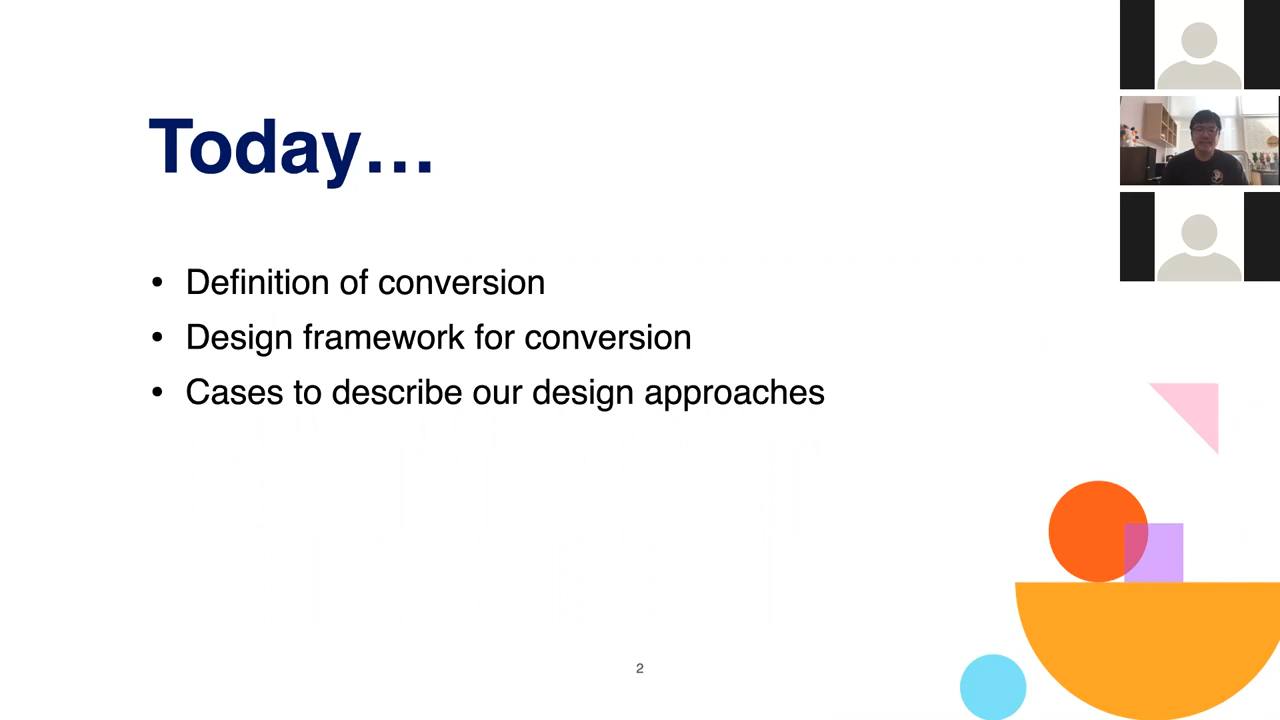 Today…
• Definition of conversion
• Design framework for conversion
• Cases to describe our design approaches
2